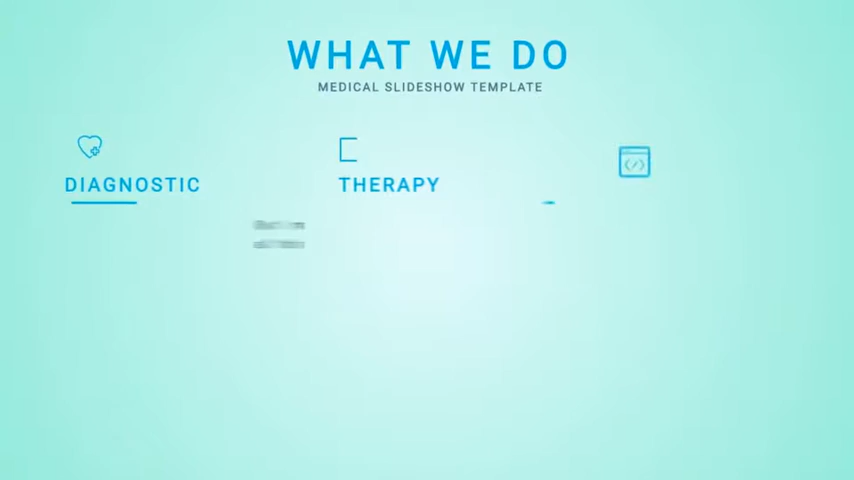 WHAT WE DO
MEDICAL SLIDESHOW TEMPLATE
DIAGNOSTIC
THERAPY